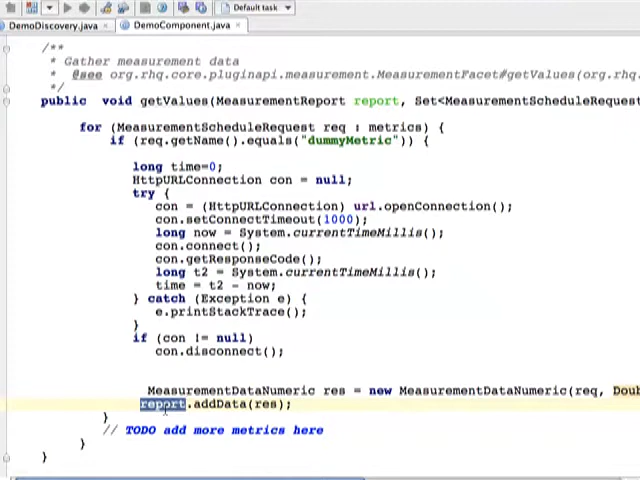 Default task
DemoDiscovery.java
DemoComponent.java
/**
* Gather measurement data
* @see org.rhq.core.pluginapi.measurement.MeasurementFacet#getValues(org.rhq.
*/
public void getValues(MeasurementReport report, Set<MeasurementScheduleRequest
for (MeasurementScheduleRequest req : metrics) {
if (req.getName().equals("dummyMetric")) {
long time=0;
HttpURLConnection con = null;
try {
con = (HttpURLConnection) url.openConnection();
con.setConnectTimeout(1000);
long now = System.currentTimeMillis();
con.connect();
con.getResponseCode();
long t2 = System.currentTimeMillis();
time = t2 - now;
} catch (Exception e) {
e.printStackTrace();
}
if (con != null)
con.disconnect();
MeasurementDataNumeric res = new MeasurementDataNumeric(req, Doub
report.addData(res);
}
// TODO add more metrics here
}
}